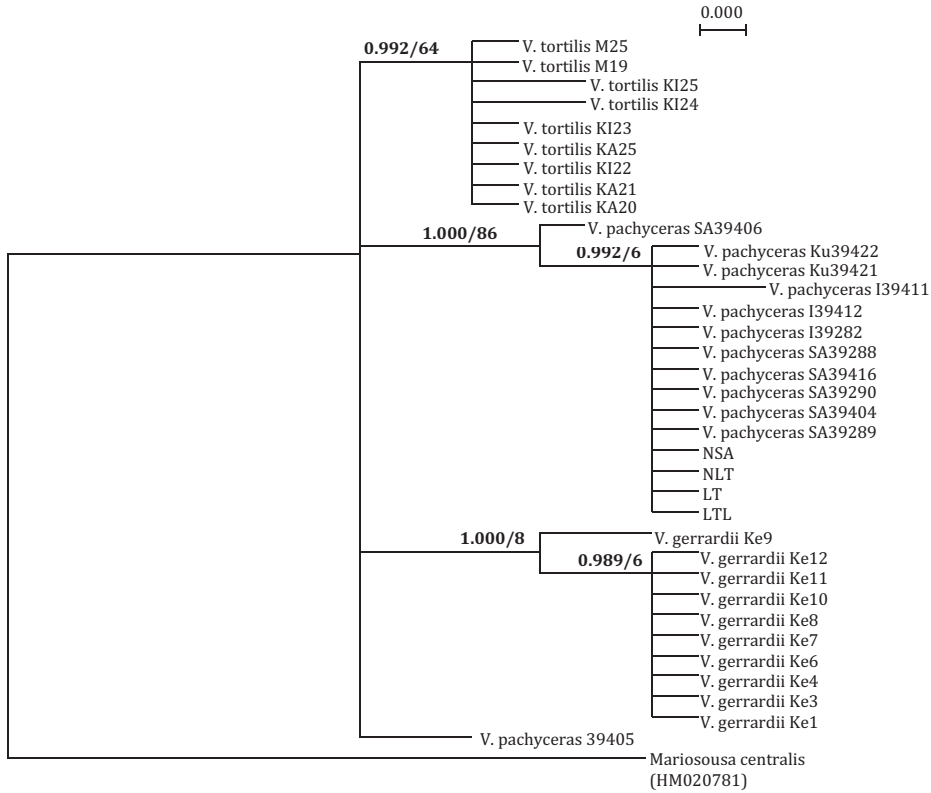 0.000
0.992/64
V. tortilis M25
V. tortilis M19
V. tortilis KI25
V. tortilis KI24
V. tortilis KI23
V. tortilis KA25
V. tortilis KI22
V. tortilis KA21
V. tortilis KA20
1.000/86
V. pachyceras SA39406
0.992/6
V. pachyceras Ku39422
V. pachyceras Ku39421
V. pachyceras I39411
V. pachyceras I39412
V. pachyceras I39282
V. pachyceras SA39288
V. pachyceras SA39416
V. pachyceras SA39290
V. pachyceras SA39404
V. pachyceras SA39289
NSA
NLT
LT
LTL
1.000/8
V. gerrardii Ke9
0.989/6
V. gerrardii Ke12
V. gerrardii Ke11
V. gerrardii Ke10
V. gerrardii Ke8
V. gerrardii Ke7
V. gerrardii Ke6
V. gerrardii Ke4
V. gerrardii Ke3
V. gerrardii Ke1
V. pachyceras 39405
Mariosousa centralis
(HM020781)